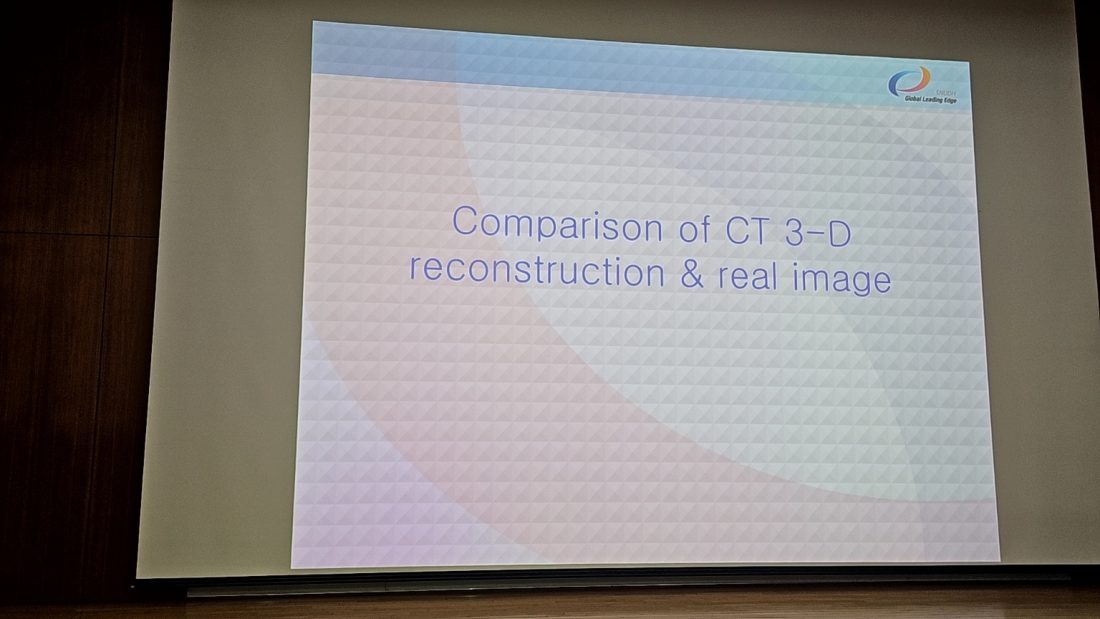 Global Leading Edge
Comparison of CT 3-D
reconstruction & real image